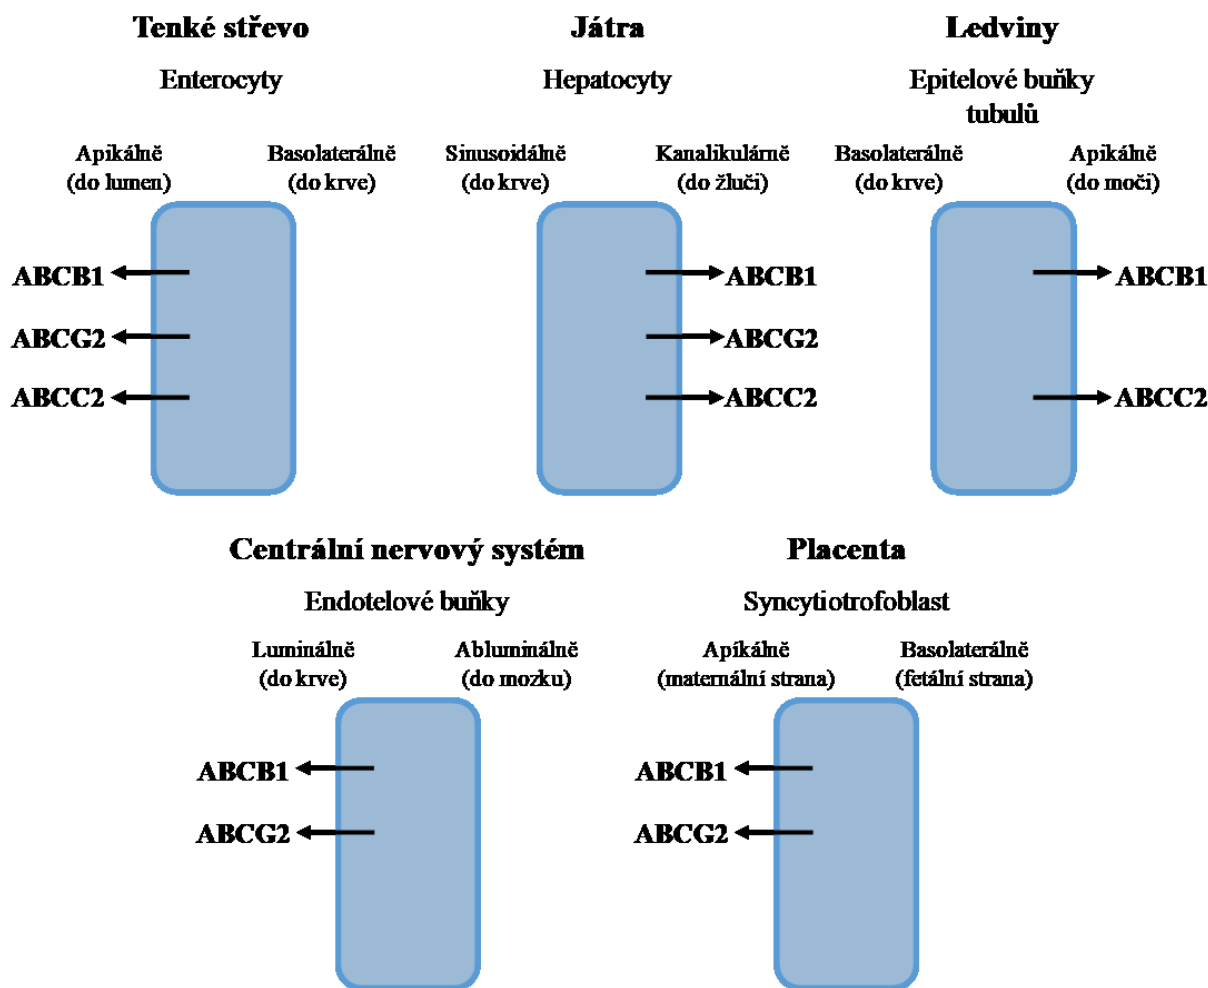 Tenké střevo
Enterocyty
Apikálně
(do lumen)
Basolaterálně
(do krve)
ABCB1
ABCG2
ABCC2
Játra
Hepatocyty
Sinusoidálně
(do krve)
Kanalikulárně
(do žluči)
ABCB1
ABCG2
ABCC2
Ledviny
Epitelové buňky
tubulů
Basolaterálně
(do krve)
Apikálně
(do moči)
ABCB1
ABCC2
Centrální nervový systém
Endotelové buňky
Luminálně
(do krve)
Abluminálně
(do mozku)
ABCB1
ABCG2
Placenta
Syncytiotrofoblast
Apikálně
(maternální strana)
Basolaterálně
(fetální strana)
ABCB1
ABCG2